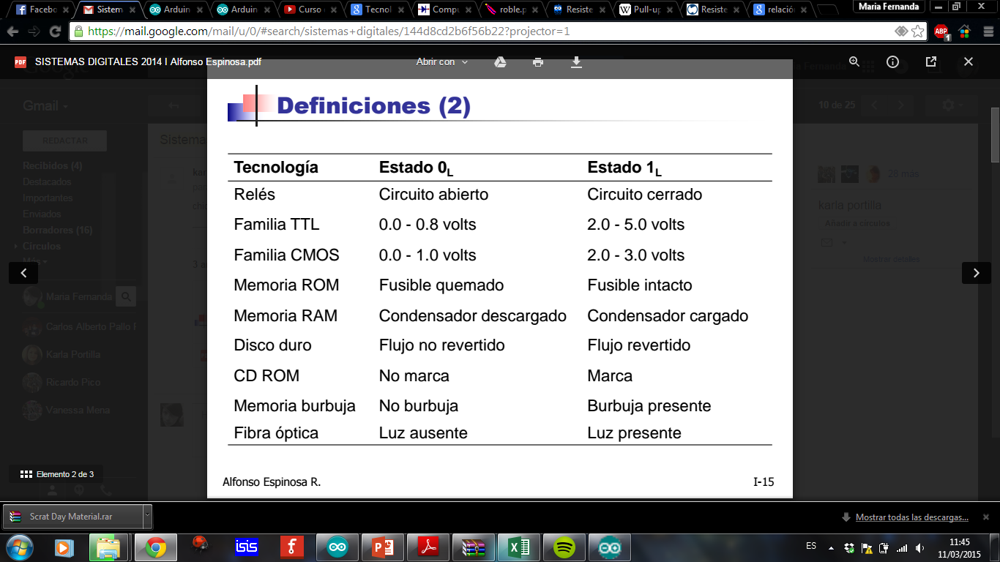 Facebo
Sistem
Arduin
Arduin
Curso
Tecnol
Compu
roble.p
Resiste
Pull-up
Resiste
relació
Maria Fernanda
https://mail.google.com/mail/u/0/#search/sistemas+digitales/144d8cd2b6f56b22?projector=1
ABP
1
PDF SISTEMAS DIGITALES 2014 I Alfonso Espinosa.pdf
Abrir con
Gmail
10 de 25
REDACTAR
Sistema
Recibidos (4)
Destacados
Importantes
Enviados
Borradores (16)
Círculos
Más
Maria Fernanda
Carlos Alberto Patio F
Karla Portilla
Ricardo Pico
Vanessa Mena
28 más
karla portilla
Añadir a círculos
Mostrar detalles
Definiciones (2)
Tecnología Estado 0L Estado 1L
Relés Circuito abierto Circuito cerrado
Familia TTL 0.0 - 0.8 volts 2.0 - 5.0 volts
Familia CMOS 0.0 - 1.0 volts 2.0 - 3.0 volts
Memoria ROM Fusible quemado Fusible intacto
Memoria RAM Condensador descargado Condensador cargado
Disco duro Flujo no revertido Flujo revertido
CD ROM No marca Marca
Memoria burbuja No burbuja Burbuja presente
Fibra óptica Luz ausente Luz presente
Elemento 2 de 3
Alfonso Espinosa R. I-15
Scrat Day Material.rar
Mostrar todas las descargas...
isis
ES
11:45
11/03/2015